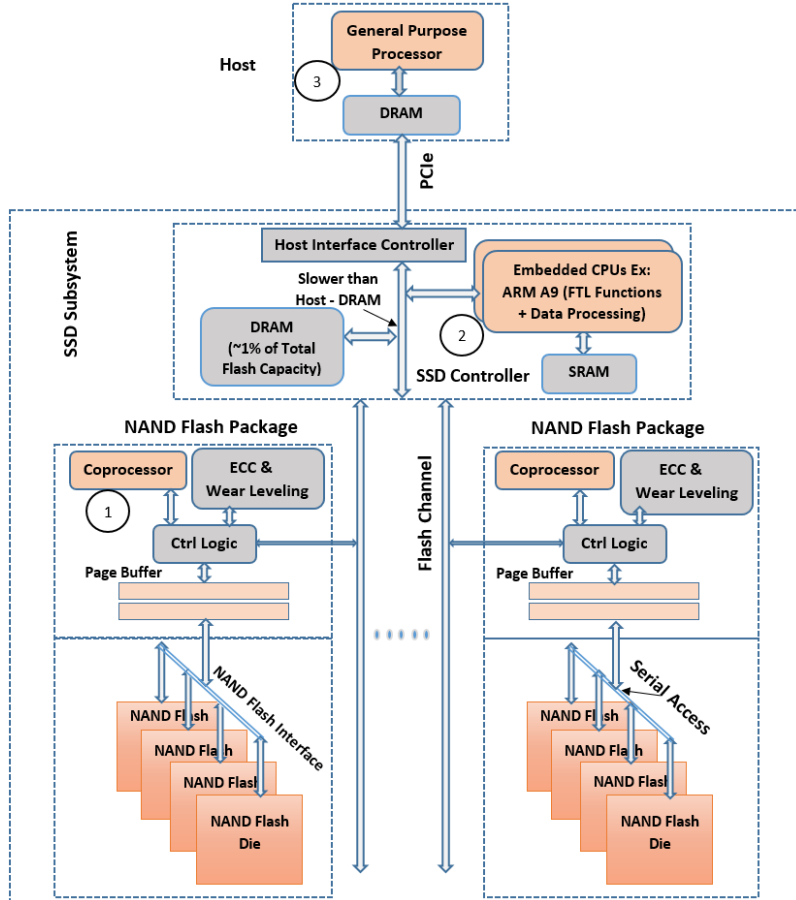 General Purpose
Processor
Host
3
DRAM
PCIe
SSD Subsystem
Host Interface Controller
Slower than
Host - DRAM
Embedded CPUs Ex:
ARM A9 (FTL Functions
+ Data Processing)
DRAM
(~1% of Total
Flash Capacity)
2
SSD Controller
SRAM
NAND Flash Package
Coprocessor
ECC &
Wear Leveling
1
Ctrl Logic
Page Buffer
NAND Flash Interface
NAND Flash
NAND Flash
NAND Flash
NAND Flash
Die
Flash Channel
NAND Flash Package
Coprocessor
ECC &
Wear Leveling
Ctrl Logic
Page Buffer
Serial Access
NAND Flash
NAND Flash
NAND Flash
NAND Flash
Die